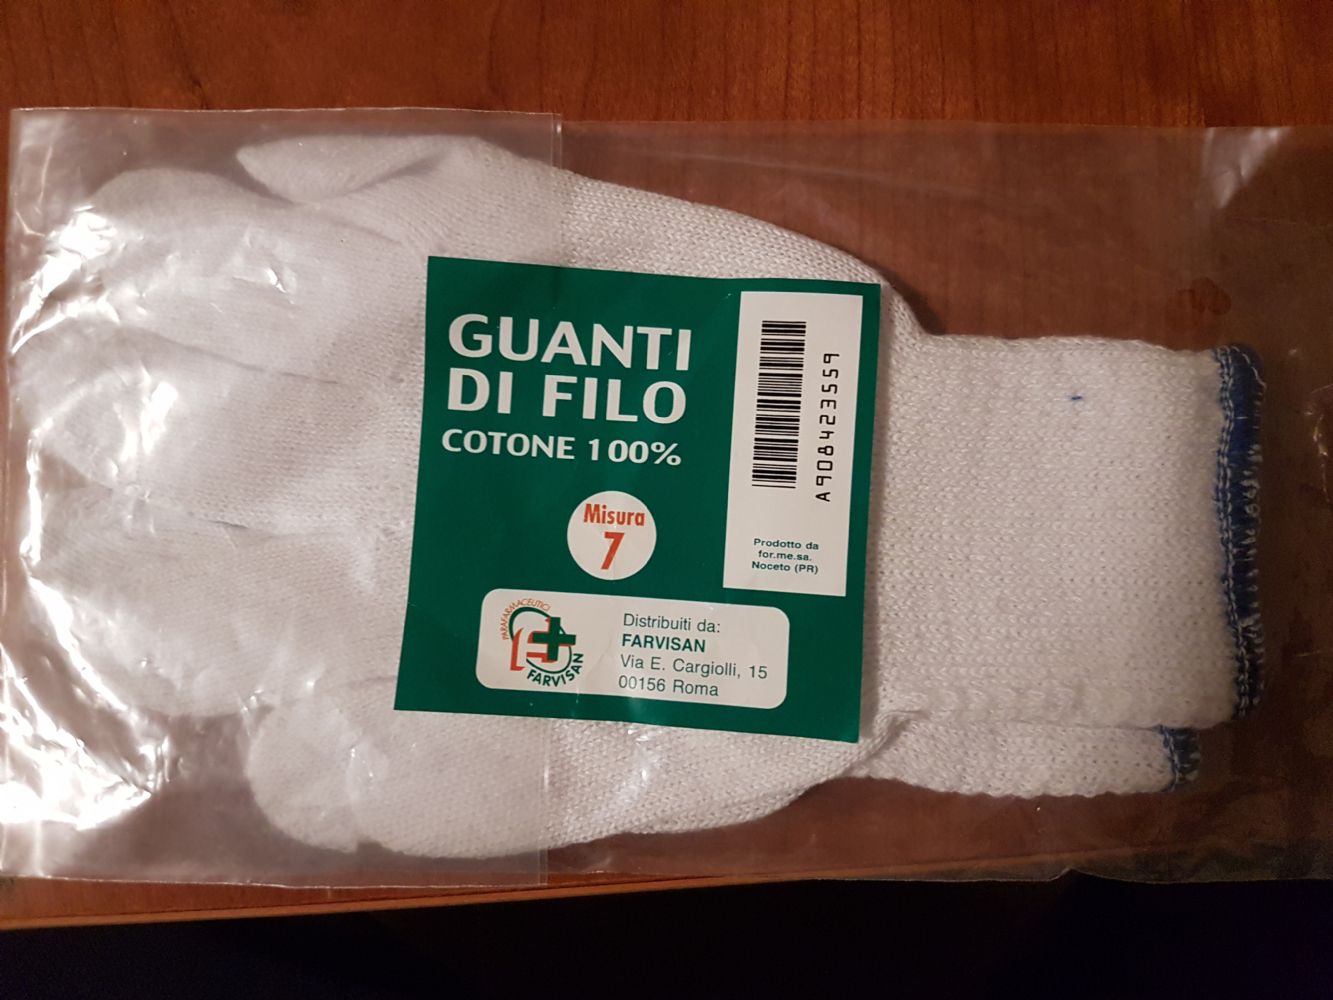 GUANTI
DI FILO
COTONE 100%
Misura
7
A908423559
Prodotto da
for.me.sa.
Noceto (PR)
PARAFARMACEUTICI
FARVISAN
Distribuiti da:
FARVISAN
Via E. Cargiolli, 15
00156 Roma